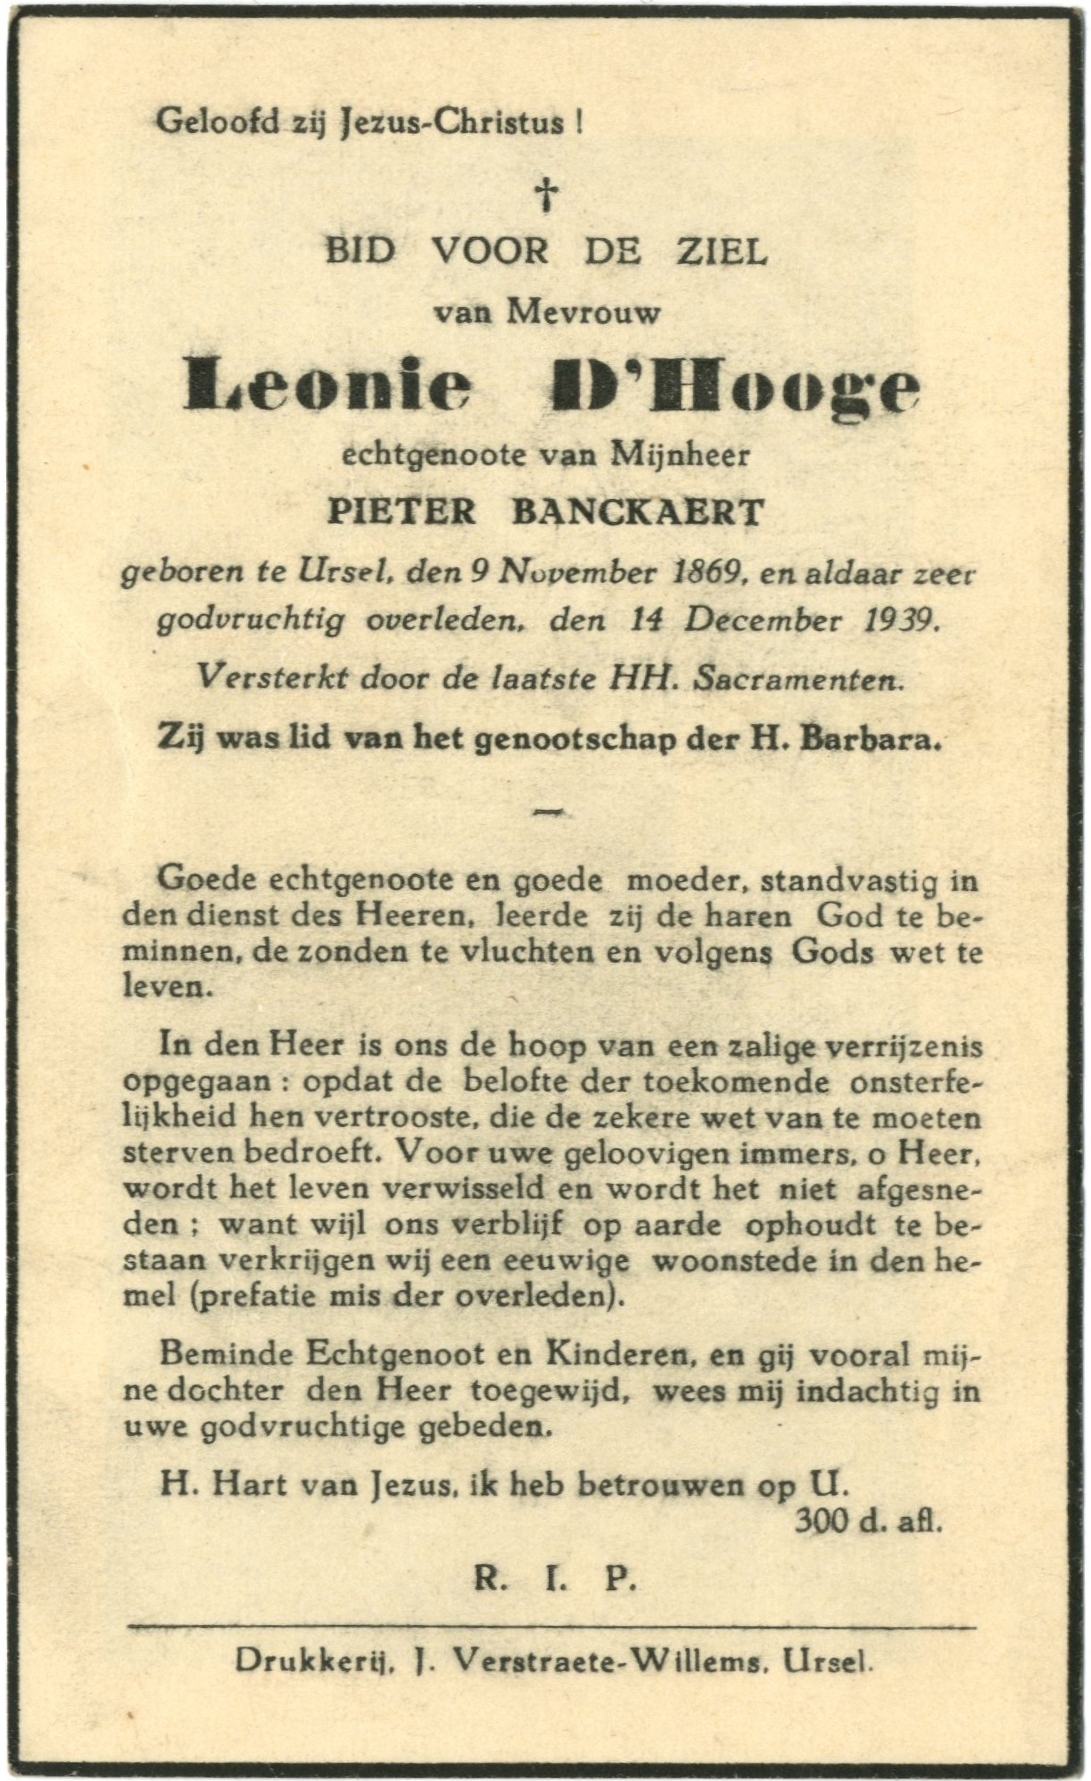 Geloofd zij Jezus-Christus !
†
BID VOOR DE ZIEL
van Mevrouw
Leonie D'Hooge
echtgenoote van Mijnheer
PIETER BANCKAERT
geboren te Ursel, den 9 November 1869, en aldaar zeer
godvruchtig overleden, den 14 December 1939.
Versterkt door de laatste HH. Sacramenten.
Zij was lid van het genootschap der H. Barbara.
—
Goede echtgenoote en goede moeder, standvastig in
den dienst des Heeren, leerde zij de haren God te be-
minnen, de zonden te vluchten en volgens Gods wet te
leven.
In den Heer is ons de hoop van een zalige verrijzenis
opgegaan : opdat de belofte der toekomende onsterfe-
lijkheid hen vertrooste, die de zekere wet van te moeten
sterven bedroeft. Voor uwe geloovigen immers, o Heer,
wordt het leven verwisseld en wordt het niet afgesne-
den ; want wijl ons verblijf op aarde ophoudt te be-
staan verkrijgen wij een eeuwige woonstede in den he-
mel (prefatie mis der overleden).
Beminde Echtgenoot en Kinderen, en gij vooral mij-
ne dochter den Heer toegewijd, wees mij indachtig in
uwe godvruchtige gebeden.
H. Hart van Jezus, ik heb betrouwen op U.
300 d. afl.
R. I. P.
Drukkerij, J. Verstraete-Willems, Ursel.